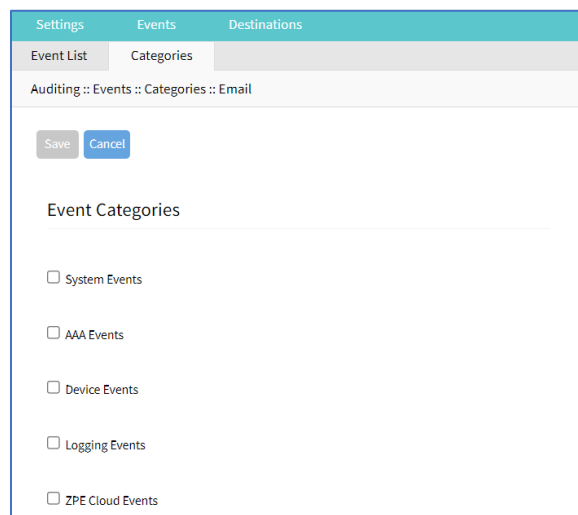 Settings Events Destinations
Event List Categories
Auditing :: Events :: Categories :: Email
Save Cancel
Event Categories
System Events
AAA Events
Device Events
Logging Events
ZPE Cloud Events